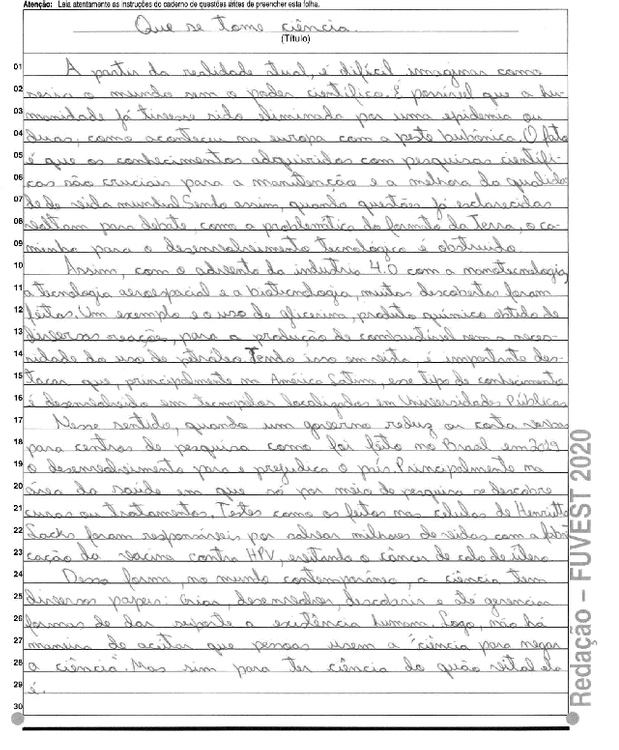 Atenção: Leia atentamente as instruções do caderno de questões antes de preencher esta folha.
Que se tome ciência.
(Título)
01 A partir da realidade atual, é difícil imaginar como
02 seria o mundo sem o poder científico. É possível que a hu-
03 manidade já tivesse sido eliminada por uma epidemia ou
04 duas, como aconteceu na europa com a peste bubônica. O fato
05 é que os conhecimentos adquiridos com pesquisas científi-
06 cas são cruciais para a manutenção e a melhora da qualida
07 de de vida mundial. Sendo assim, quando questões já esclarecidas
08 voltam para debate, como a problemática do formato da Terra, o ca-
09 minho para o desenvolvimento tecnológico é obstruído
10 Assim, com o advento da indústria 4.0 com a nanotecnologia,
11 a tecnologia aeroespacial e a biotecnologia, muitas descobertas foram
12 feitas. Um exemplo e o uso de glicerina, produto químico obtido de
13 diversas reações, para a produção de combustível sem a neces-
14 sidade do uso de petróleo. Tendo isso em vista, é importante des-
15 tacar que, principalmente na América Latina, esse tipo de conhecimento
16 é desenvolvido em localizados em Universidades Públicas
17 Nesse sentido, quando um governo reduz as verbas
18 para centros de pesquisa como foi feito no Brasil em 2019
19 o desenvolvimento para e prejudica o país. Principalmente na
20 área da saúde em que só por meio de pesquisa se descobre
21 curas ou tratamentos. Testes como os feitos nas células de Henrietta
22 Lacks foram responsáveis por salvar milhares de vidas com a fabri
23 cação da vacina contra HPV, evitando o câncer de colo de útero
24 Dessa forma, no mundo contemporâneo, a ciência tem
25 diversos papeis: Criar, desenvolver, descobrir e até gerenciar
26 formas de dar suporte a existência humana. Logo, não há
27 maneira de aceitar que pessoas usem a "ciência para negar
28 a ciência". Mas sim para ter ciência do quão vital ela
29 é.
30
Redação – FUVEST 2020